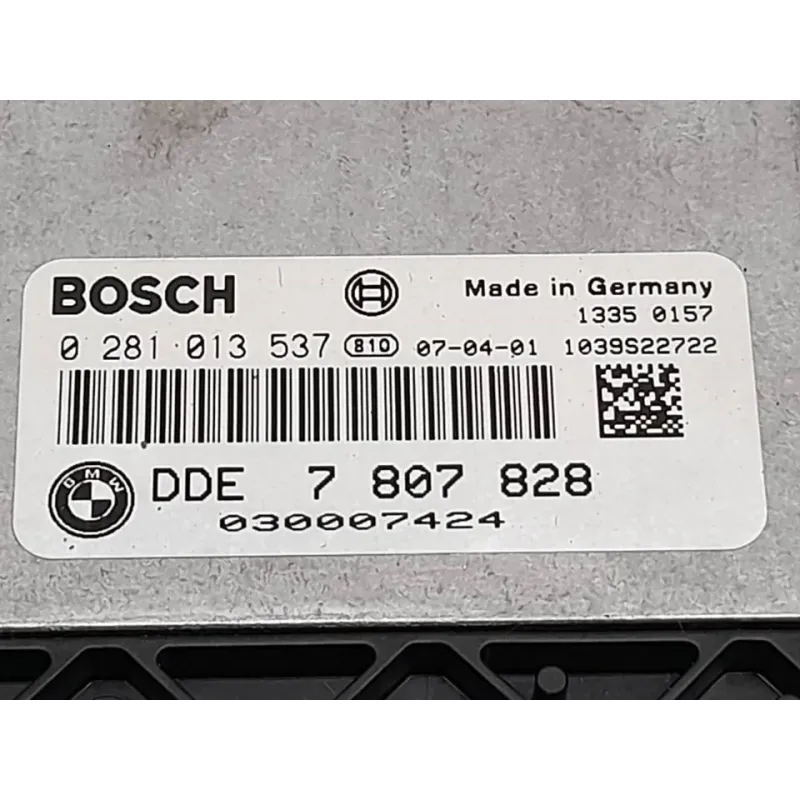 BOSCH Made in Germany
1335 0157
0 281 013 537 810 07-04-01 1039S22722
BMW DDE 7 807 828
030007424